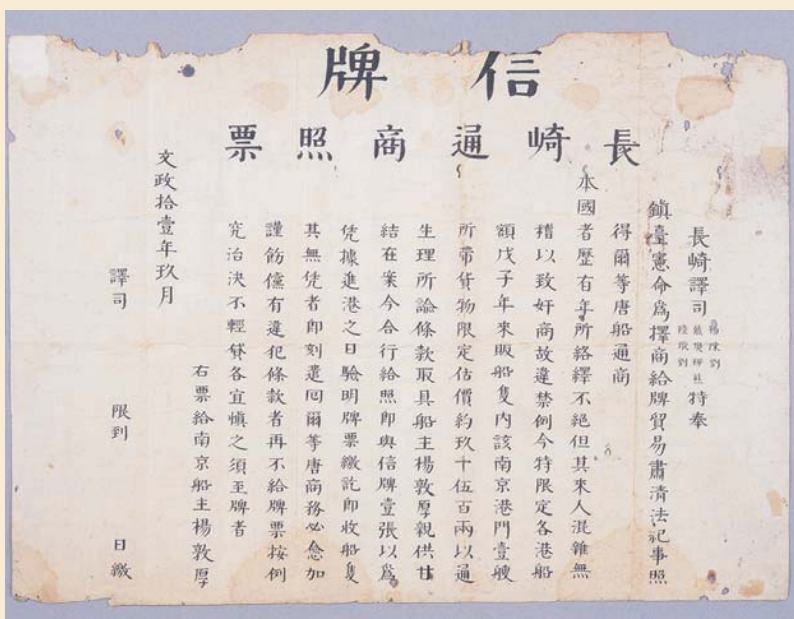 信牌
長崎通商照票
長崎譯司
特奉
鎮臺憲命爲擇商給牌貿易肅清法紀事照
得爾等唐船通商
本國者歷有年所絡繹不絕但其來人混雜無
稽以致奸商故違禁例今特限定各港船
額戊子年來販船隻內該南京港門壹艘
所帶貨物限定估價約玖千伍百兩以通
生理所諭條款取具船主楊敦厚親供甘
結在案今合行給照即與信牌壹張以爲
凭據進港之日驗明牌票繳訖即收船隻
其無凭者即刻遣回爾等唐商務必愈加
謹飭儻有違犯條款者再不給牌票按例
究治決不輕貸各宜慎之須至牌者
右票給南京船主楊敦厚
文政拾壹年玖月
譯司 限到 日繳